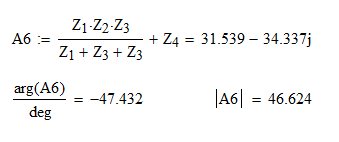 A6 := Z1·Z2·Z3 / Z1 + Z3 + Z3 + Z4 = 31.539 − 34.337j
arg(A6) / deg = −47.432 |A6| = 46.624